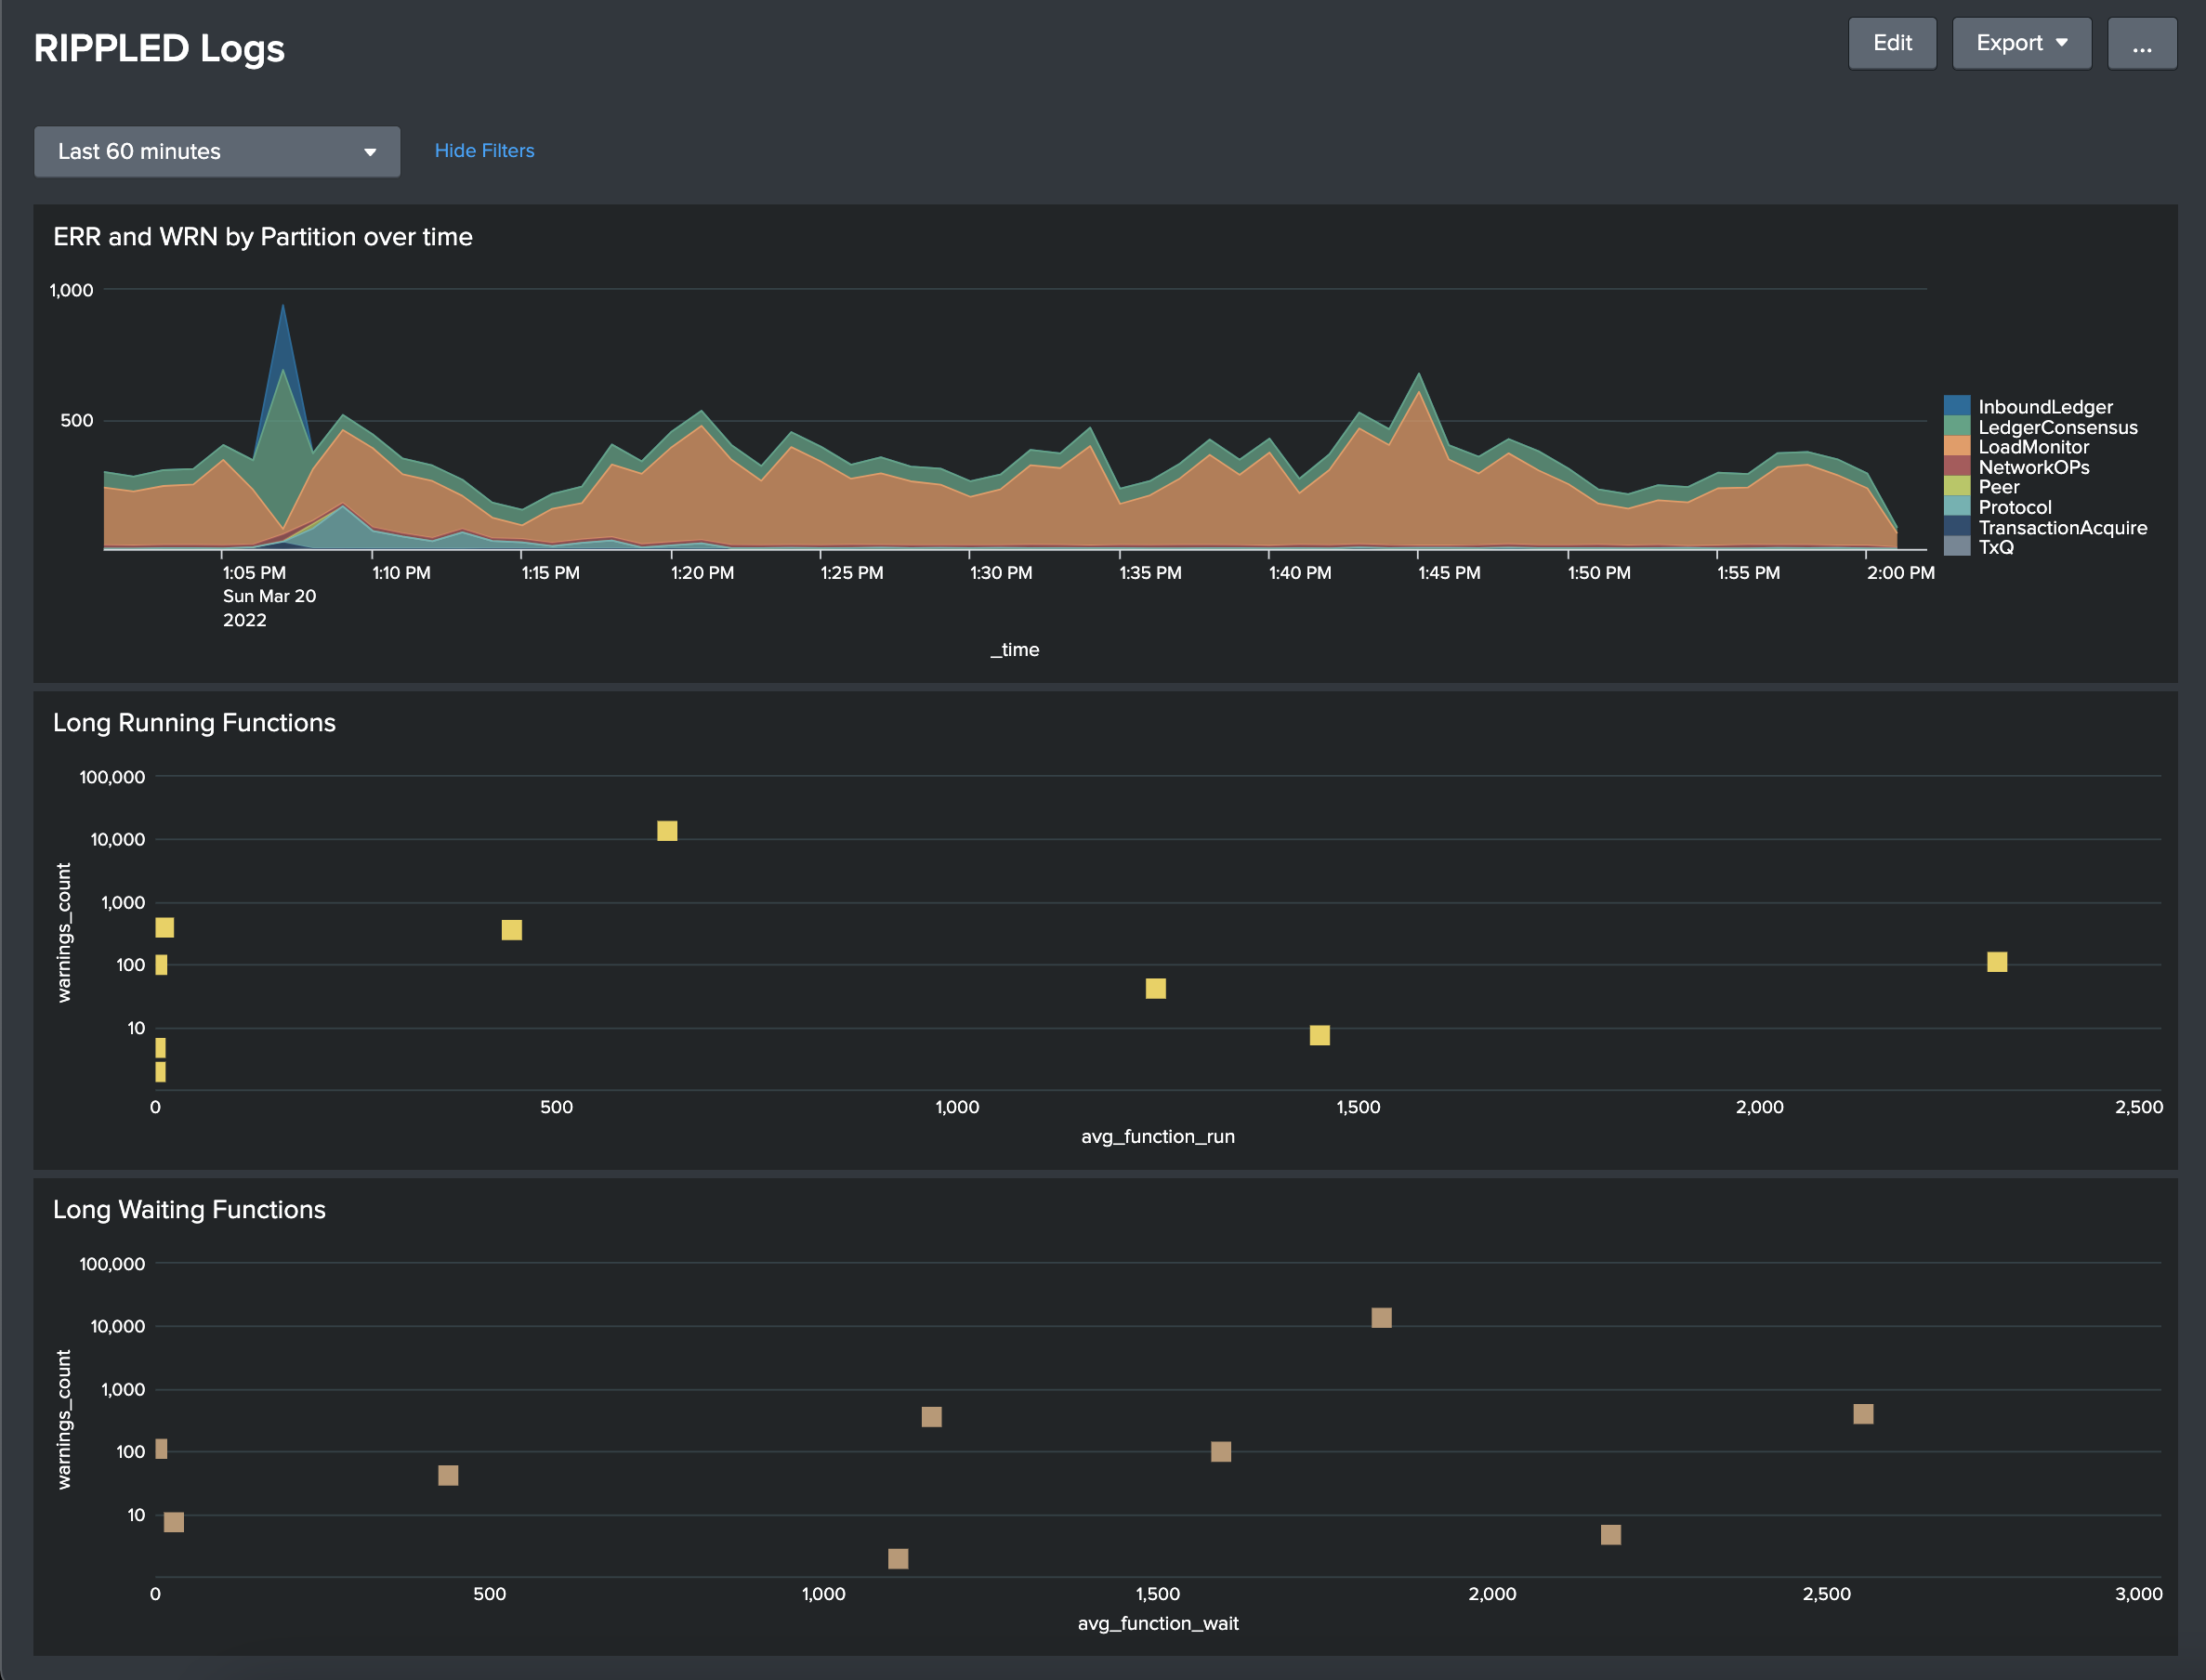 RIPPLED Logs
Edit
Export
...
Last 60 minutes
Hide Filters
ERR and WRN by Partition over time
1,000
500
InboundLedger
LedgerConsensus
LoadMonitor
NetworkOPs
Peer
Protocol
TransactionAcquire
TxQ
1:05 PM 1:10 PM 1:15 PM 1:20 PM 1:25 PM 1:30 PM 1:35 PM 1:40 PM 1:45 PM 1:50 PM 1:55 PM 2:00 PM
Sun Mar 20
2022
_time
Long Running Functions
100,000
10,000
1,000
100
10
warnings_count
0 500 1,000 1,500 2,000 2,500
avg_function_run
Long Waiting Functions
100,000
10,000
1,000
100
10
warnings_count
0 500 1,000 1,500 2,000 2,500 3,000
avg_function_wait